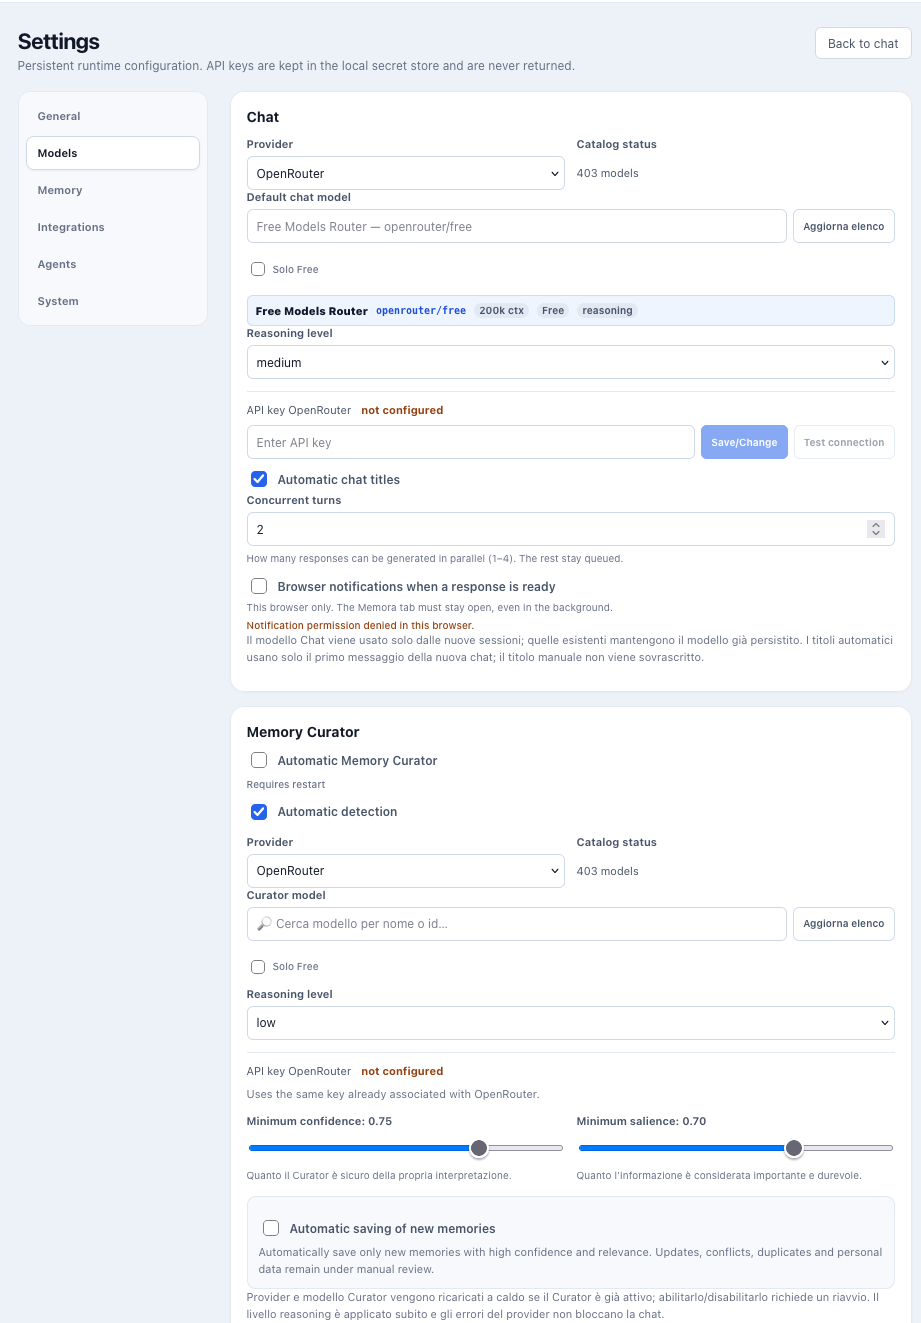 Settings
Back to chat
Persistent runtime configuration. API keys are kept in the local secret store and are never returned.
General
Models
Memory
Integrations
Agents
System
Chat
Provider
Catalog status
OpenRouter
403 models
Default chat model
Free Models Router — openrouter/free
Aggiorna elenco
Solo Free
Free Models Router openrouter/free 200k ctx Free reasoning
Reasoning level
medium
API key OpenRouter not configured
Enter API key
Save/Change
Test connection
Automatic chat titles
Concurrent turns
2
How many responses can be generated in parallel (1–4). The rest stay queued.
Browser notifications when a response is ready
This browser only. The Memora tab must stay open, even in the background.
Notification permission denied in this browser.
Il modello Chat viene usato solo dalle nuove sessioni; quelle esistenti mantengono il modello già persistito. I titoli automatici
usano solo il primo messaggio della nuova chat; il titolo manuale non viene sovrascritto.
Memory Curator
Automatic Memory Curator
Requires restart
Automatic detection
Provider
Catalog status
OpenRouter
403 models
Curator model
🔎 Cerca modello per nome o id...
Aggiorna elenco
Solo Free
Reasoning level
low
API key OpenRouter not configured
Uses the same key already associated with OpenRouter.
Minimum confidence: 0.75
Minimum salience: 0.70
Quanto il Curator è sicuro della propria interpretazione.
Quanto l'informazione è considerata importante e durevole.
Automatic saving of new memories
Automatically save only new memories with high confidence and relevance. Updates, conflicts, duplicates and personal
data remain under manual review.
Provider e modello Curator vengono ricaricati a caldo se il Curator è già attivo; abilitarlo/disabilitarlo richiede un riavvio. Il
livello reasoning è applicato subito e gli errori del provider non bloccano la chat.